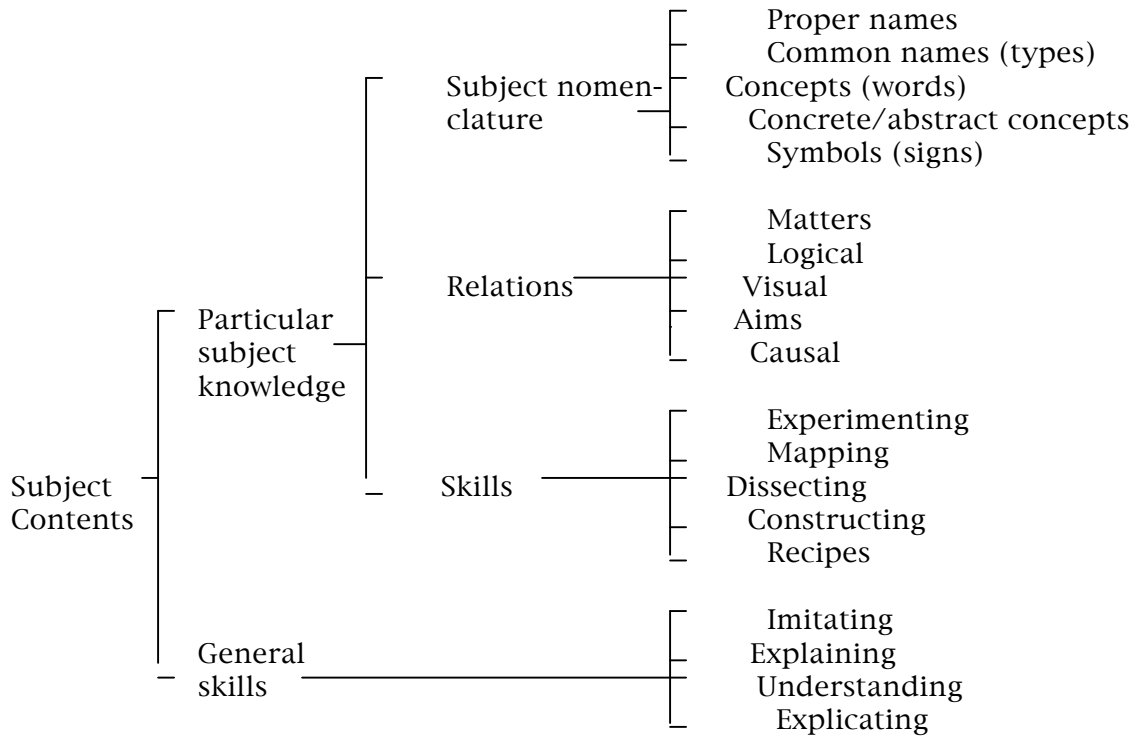 Proper names
Common names (types)
Subject nomen-
clature
Concepts (words)
Concrete/abstract concepts
Symbols (signs)
Matters
Logical
Relations
Visual
Aims
Causal
Particular
subject
knowledge
Experimenting
Mapping
Skills
Dissecting
Constructing
Recipes
Subject
Contents
Imitating
General
skills
Explaining
Understanding
Explicating